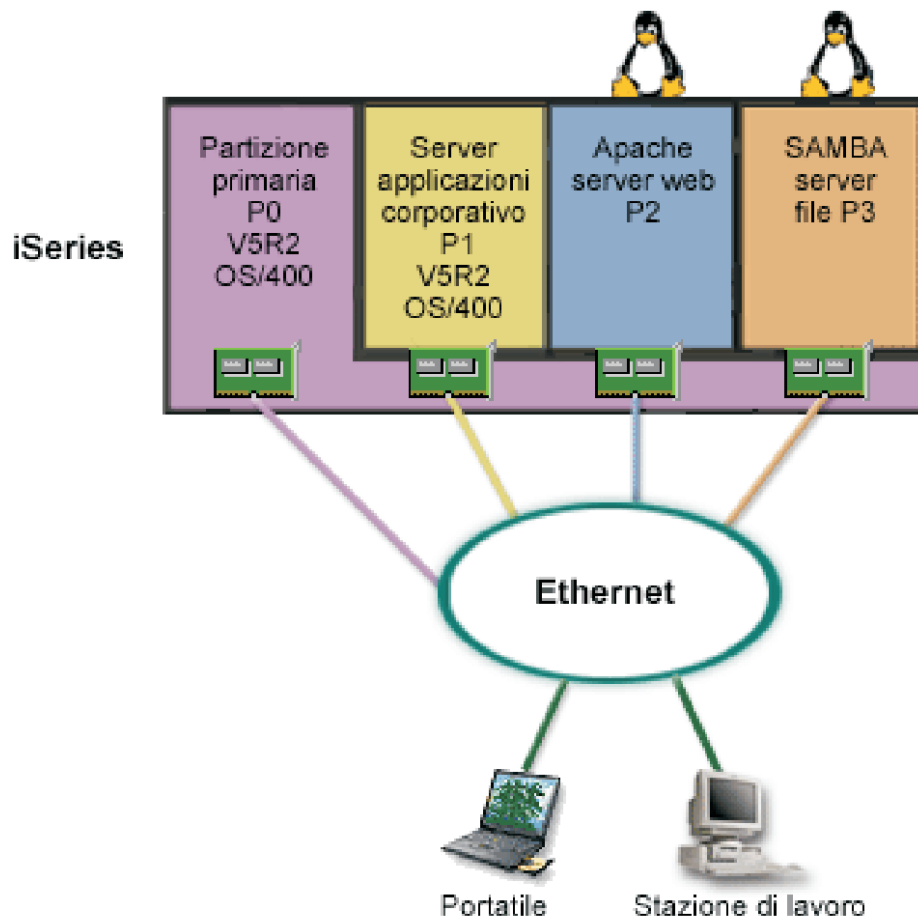 iSeries
Partizione
primaria
P0
V5R2
OS/400
Server
applicazioni
corporativo
P1
V5R2
OS/400
Apache
server web
P2
SAMBA
server
file P3
Ethernet
Portatile
Stazione di lavoro